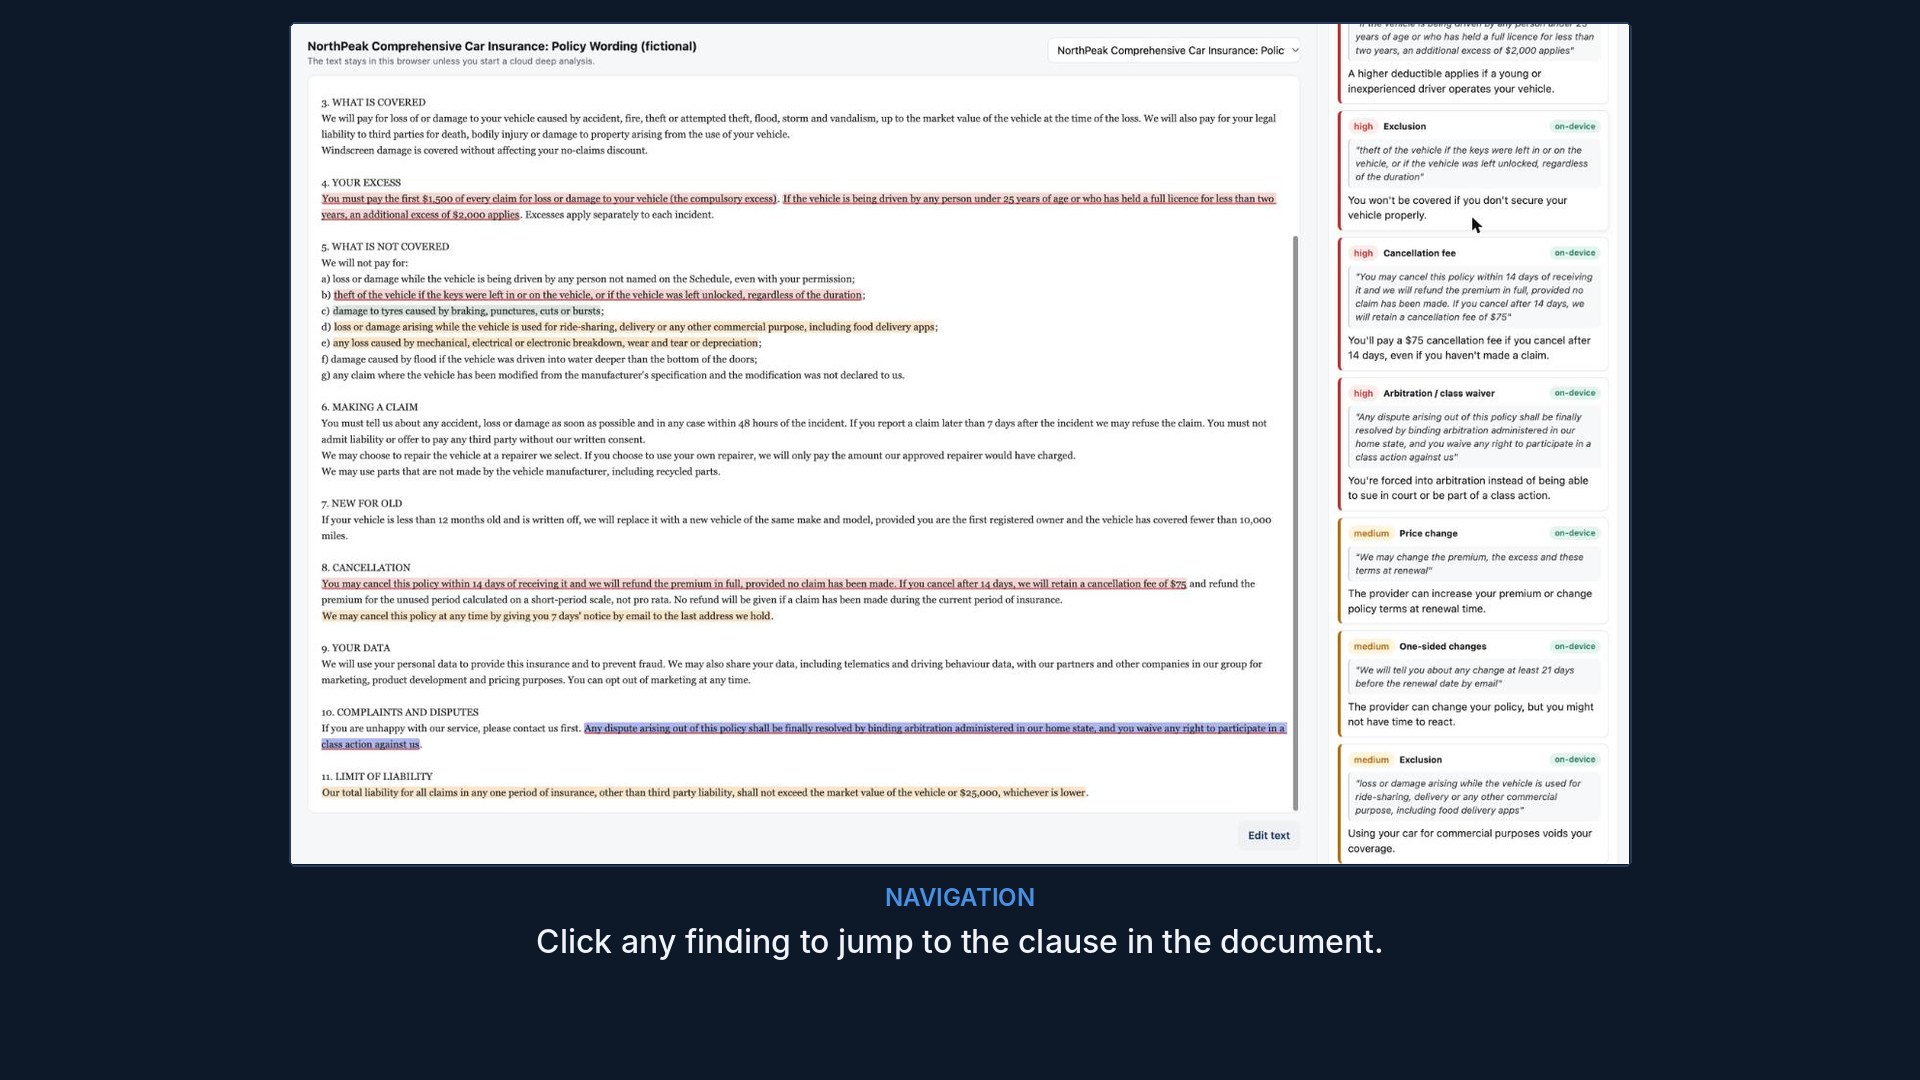 NorthPeak Comprehensive Car Insurance: Policy Wording (fictional)
The text stays in this browser unless you start a cloud deep analysis.
NorthPeak Comprehensive Car Insurance: Polic
3. WHAT IS COVERED
We will pay for loss of or damage to your vehicle caused by accident, fire, theft or attempted theft, flood, storm and vandalism, up to the market value of the vehicle at the time of the loss. We will also pay for your legal
liability to third parties for death, bodily injury or damage to property arising from the use of your vehicle.
Windscreen damage is covered without affecting your no-claims discount.
4. YOUR EXCESS
You must pay the first $1,500 of every claim for loss or damage to your vehicle (the compulsory excess). If the vehicle is being driven by any person under 25 years of age or who has held a full licence for less than two
years, an additional excess of $2,000 applies. Excesses apply separately to each incident.
5. WHAT IS NOT COVERED
We will not pay for:
a) loss or damage while the vehicle is being driven by any person not named on the Schedule, even with your permission;
b) theft of the vehicle if the keys were left in or on the vehicle, or if the vehicle was left unlocked, regardless of the duration;
c) damage to tyres caused by braking, punctures, cuts or bursts;
d) loss or damage arising while the vehicle is used for ride-sharing, delivery or any other commercial purpose, including food delivery apps;
e) any loss caused by mechanical, electrical or electronic breakdown, wear and tear or depreciation;
f) damage caused by flood if the vehicle was driven into water deeper than the bottom of the doors;
g) any claim where the vehicle has been modified from the manufacturer's specification and the modification was not declared to us.
6. MAKING A CLAIM
You must tell us about any accident, loss or damage as soon as possible and in any case within 48 hours of the incident. If you report a claim later than 7 days after the incident we may refuse the claim. You must not
admit liability or offer to pay any third party without our written consent.
We may choose to repair the vehicle at a repairer we select. If you choose to use your own repairer, we will only pay the amount our approved repairer would have charged.
We may use parts that are not made by the vehicle manufacturer, including recycled parts.
7. NEW FOR OLD
If your vehicle is less than 12 months old and is written off, we will replace it with a new vehicle of the same make and model, provided you are the first registered owner and the vehicle has covered fewer than 10,000
miles.
8. CANCELLATION
You may cancel this policy within 14 days of receiving it and we will refund the premium in full, provided no claim has been made. If you cancel after 14 days, we will retain a cancellation fee of $75 and refund the
premium for the unused period calculated on a short-period scale, not pro rata. No refund will be given if a claim has been made during the current period of insurance.
We may cancel this policy at any time by giving you 7 days' notice by email to the last address we hold.
9. YOUR DATA
We will use your personal data to provide this insurance and to prevent fraud. We may also share your data, including telematics and driving behaviour data, with our partners and other companies in our group for
marketing, product development and pricing purposes. You can opt out of marketing at any time.
10. COMPLAINTS AND DISPUTES
If you are unhappy with our service, please contact us first. Any dispute arising out of this policy shall be finally resolved by binding arbitration administered in our home state, and you waive any right to participate in a
class action against us.
11. LIMIT OF LIABILITY
Our total liability for all claims in any one period of insurance, other than third party liability, shall not exceed the market value of the vehicle or $25,000, whichever is lower.
Edit text
"If the vehicle is being driven by any person under 25
years of age or who has held a full licence for less than
two years, an additional excess of $2,000 applies"
A higher deductible applies if a young or
inexperienced driver operates your vehicle.
high Exclusion on-device
"theft of the vehicle if the keys were left in or on the
vehicle, or if the vehicle was left unlocked, regardless
of the duration"
You won't be covered if you don't secure your
vehicle properly.
high Cancellation fee on-device
"You may cancel this policy within 14 days of receiving
it and we will refund the premium in full, provided no
claim has been made. If you cancel after 14 days, we
will retain a cancellation fee of $75"
You'll pay a $75 cancellation fee if you cancel after
14 days, even if you haven't made a claim.
high Arbitration / class waiver on-device
"Any dispute arising out of this policy shall be finally
resolved by binding arbitration administered in our
home state, and you waive any right to participate in a
class action against us"
You're forced into arbitration instead of being able
to sue in court or be part of a class action.
medium Price change on-device
"We may change the premium, the excess and these
terms at renewal"
The provider can increase your premium or change
policy terms at renewal time.
medium One-sided changes on-device
"We will tell you about any change at least 21 days
before the renewal date by email"
The provider can change your policy, but you might
not have time to react.
medium Exclusion on-device
"loss or damage arising while the vehicle is used for
ride-sharing, delivery or any other commercial
purpose, including food delivery apps"
Using your car for commercial purposes voids your
coverage.
NAVIGATION
Click any finding to jump to the clause in the document.